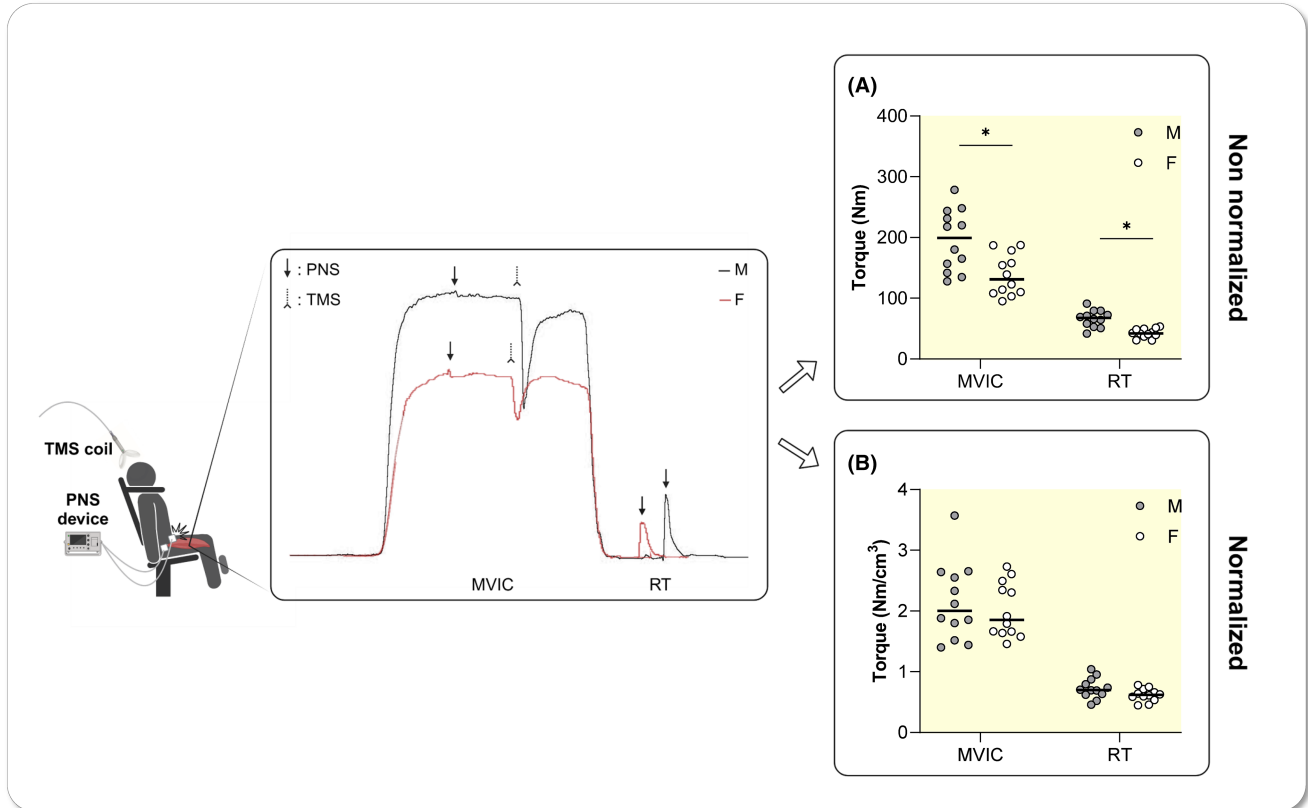 TMS coil
PNS
device
: PNS
: TMS
M
F
MVIC
RT
(A)
Torque (Nm)
400
300
200
100
0
*
*
M
F
MVIC
RT
Non normalized
(B)
Torque (Nm/cm³)
4
3
2
1
0
M
F
MVIC
RT
Normalized